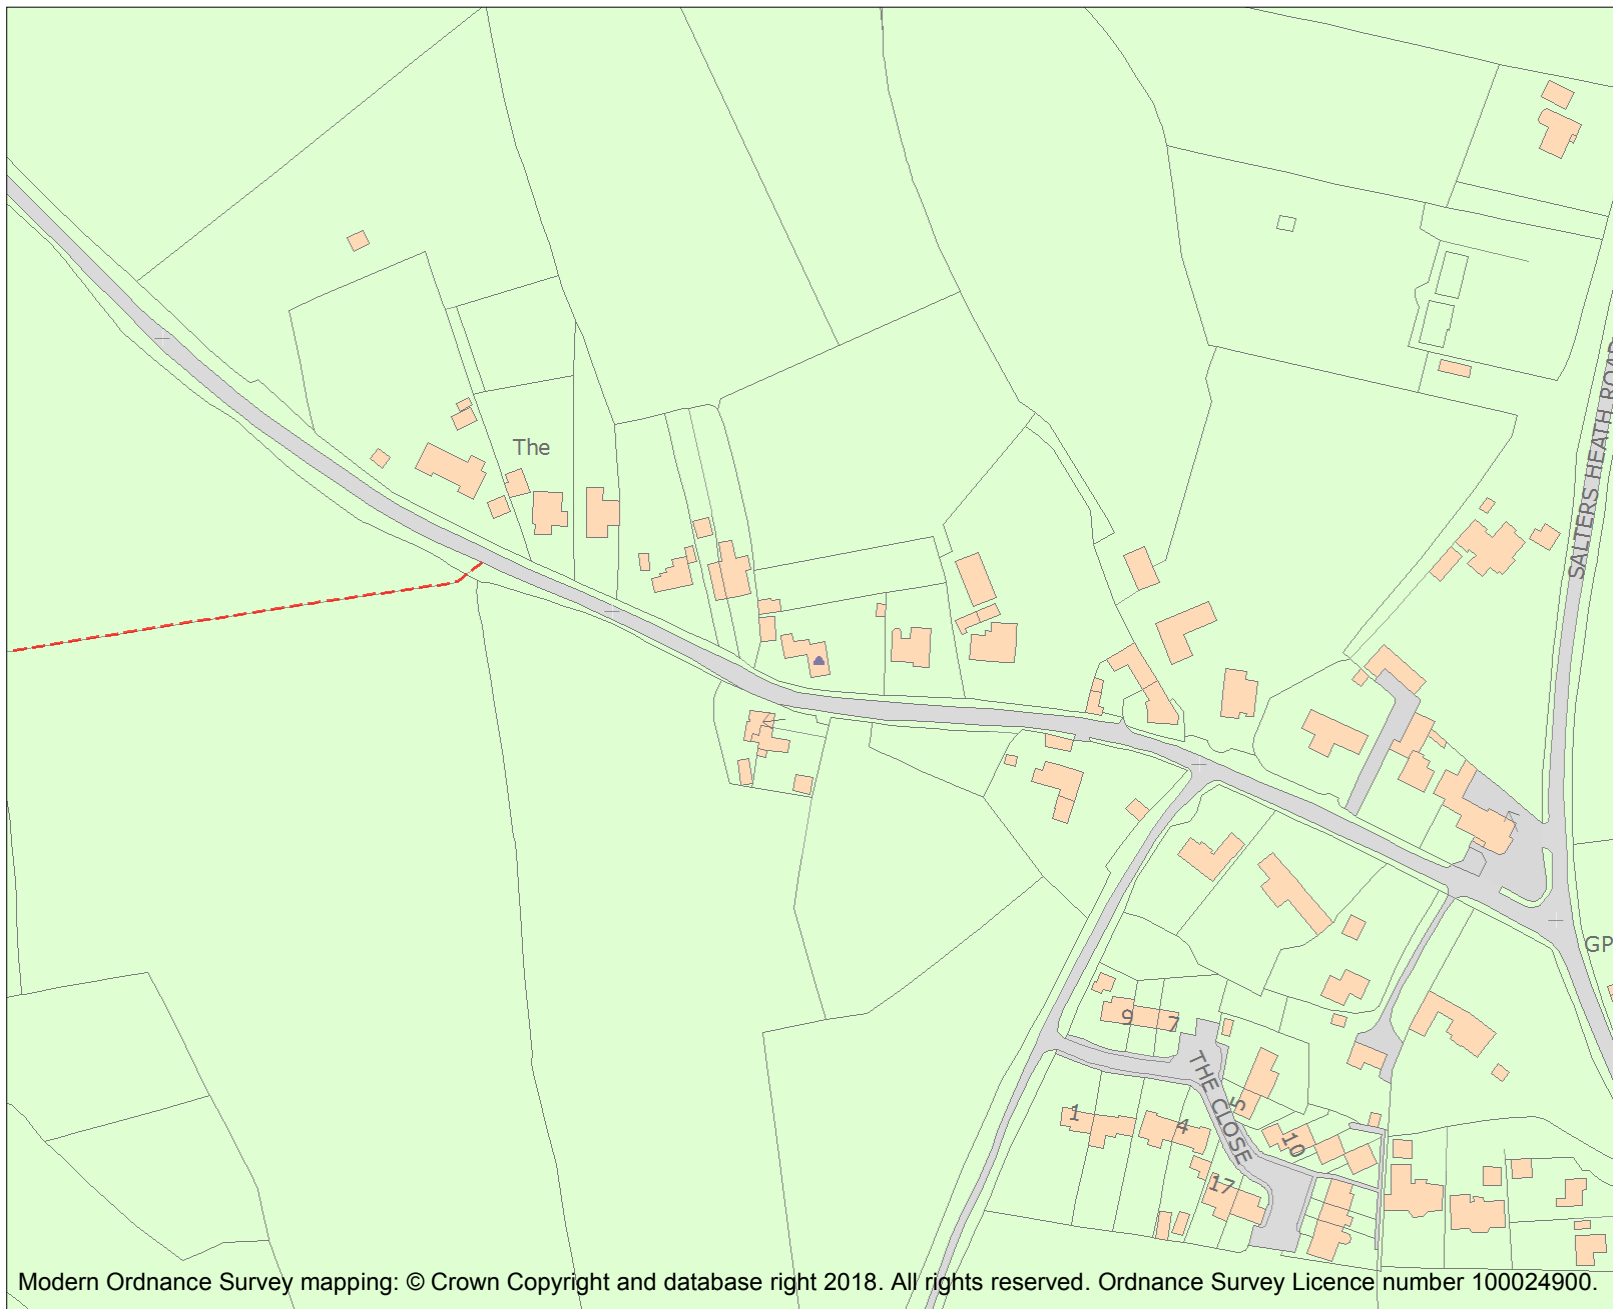 The
SALTERS HEATH ROAD
GP
9
7
THE CLOSE
1
4
5
10
17
Modern Ordnance Survey mapping: © Crown Copyright and database right 2018. All rights reserved. Ordnance Survey Licence number 100024900.